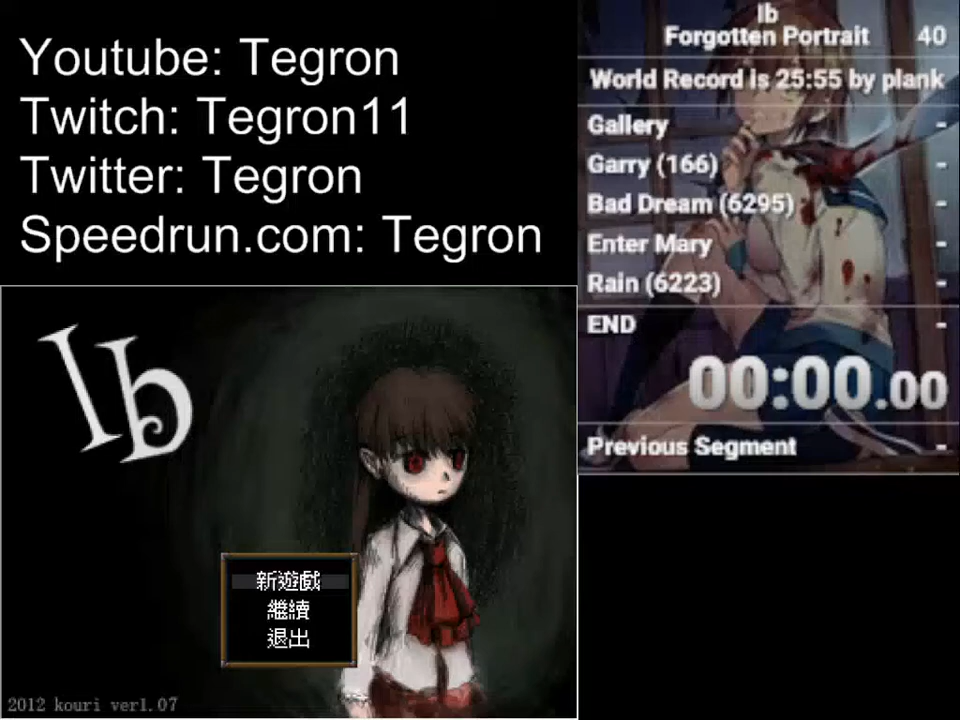 Youtube: Tegron
Twitch: Tegron11
Twitter: Tegron
Speedrun.com: Tegron
Ib
Forgotten Portrait 40
World Record is 25:55 by plank
Gallery -
Garry (166) -
Bad Dream (6295) -
Enter Mary -
Rain (6223) -
END -
00:00.00
Previous Segment -
Ib
新遊戲
繼續
退出
2012 kouri ver1.07